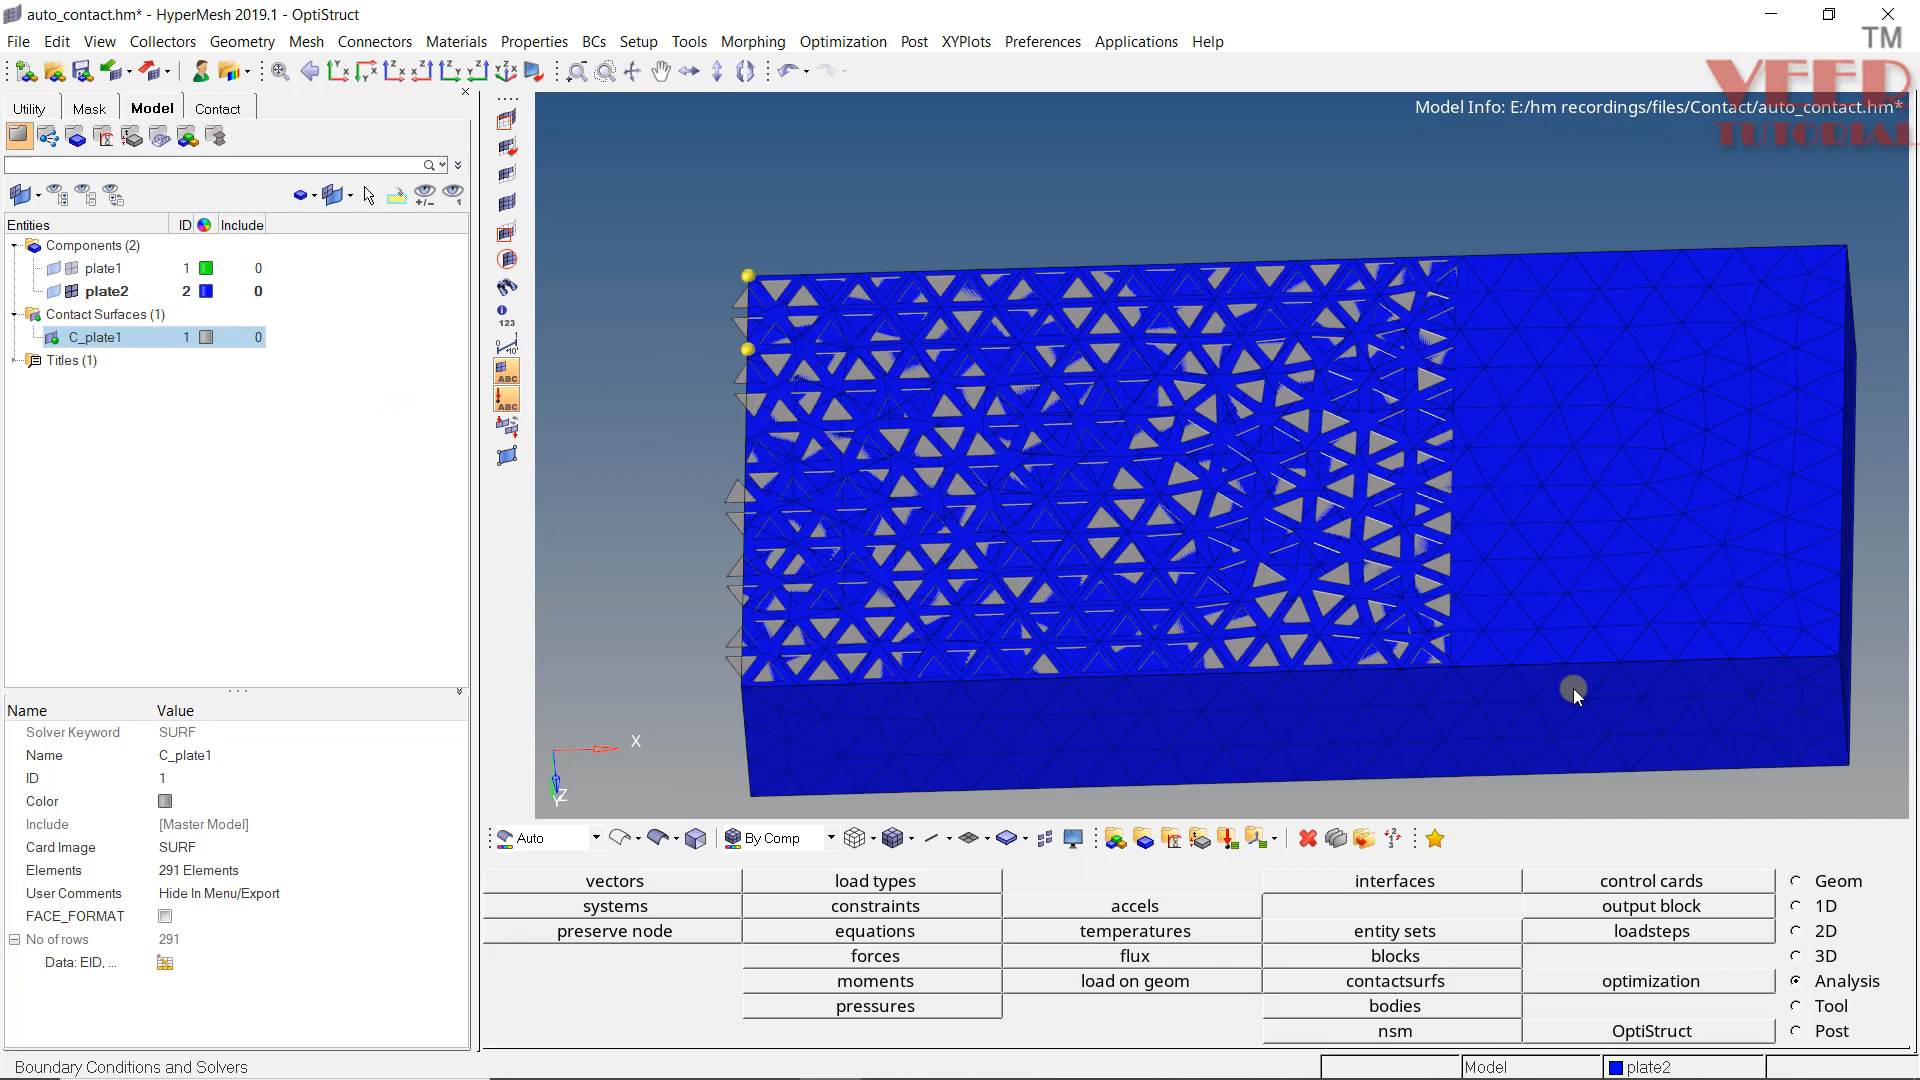 auto_contact.hm* - HyperMesh 2019.1 - OptiStruct
TM
File Edit View Collectors Geometry Mesh Connectors Materials Properties BCs Setup Tools Morphing Optimization Post XYPlots Preferences Applications Help
VEER
TUTORIAL
Utility Mask Model Contact
Model Info: E:/hm recordings/files/Contact/auto_contact.hm*
Entities ID Include
Components (2)
plate1 1 0
plate2 2 0
Contact Surfaces (1)
C_plate1 1 0
Titles (1)
123
ABC
ABC
Name Value
Solver Keyword SURF
Name C_plate1
ID 1
Color
Include [Master Model]
Card Image SURF
Elements 291 Elements
User Comments Hide In Menu/Export
FACE_FORMAT
No of rows 291
Data: EID, ...
X
Z
Y
Auto By Comp
vectors load types interfaces control cards Geom
systems constraints accels output block 1D
preserve node equations temperatures entity sets loadsteps 2D
forces flux blocks 3D
moments load on geom contactsurfs optimization Analysis
pressures bodies Tool
nsm OptiStruct Post
Boundary Conditions and Solvers Model plate2